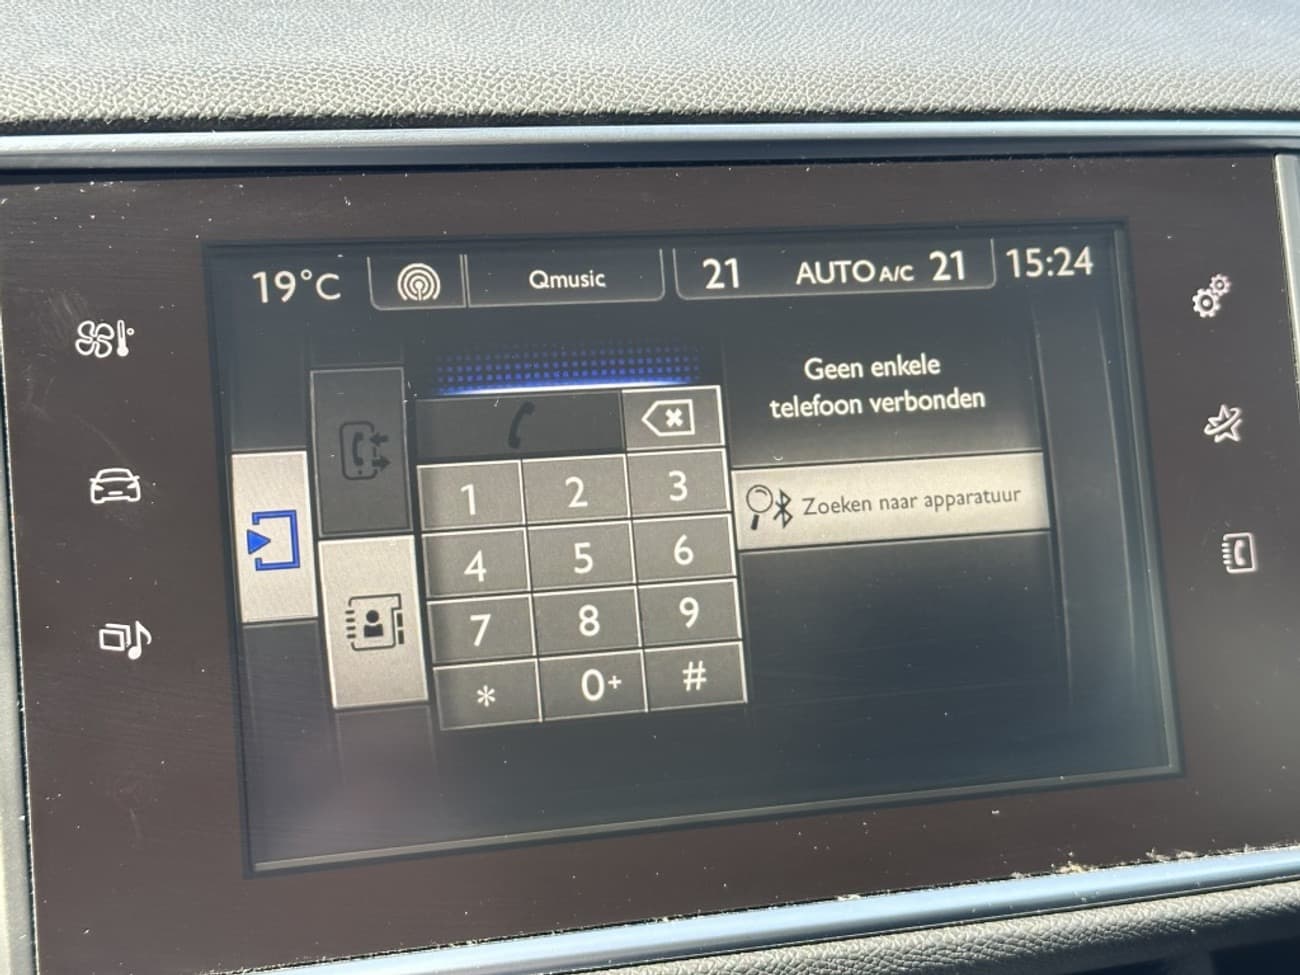 19°C
Qmusic
21 AUTO A/C 21
15:24
Geen enkele
telefoon verbonden
Zoeken naar apparatuur
1 2 3
4 5 6
7 8 9
* 0+ #